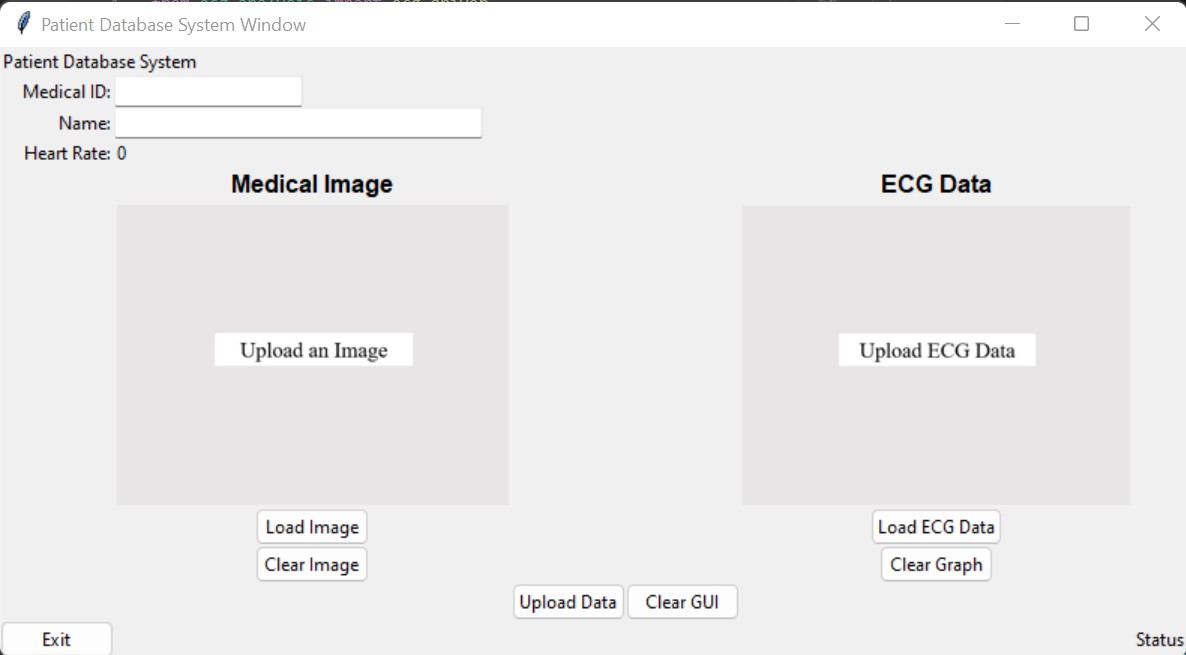 Patient Database System Window
Patient Database System
Medical ID:
Name:
Heart Rate: 0
Medical Image
ECG Data
Upload an Image
Upload ECG Data
Load Image
Load ECG Data
Clear Image
Clear Graph
Upload Data
Clear GUI
Exit
Status